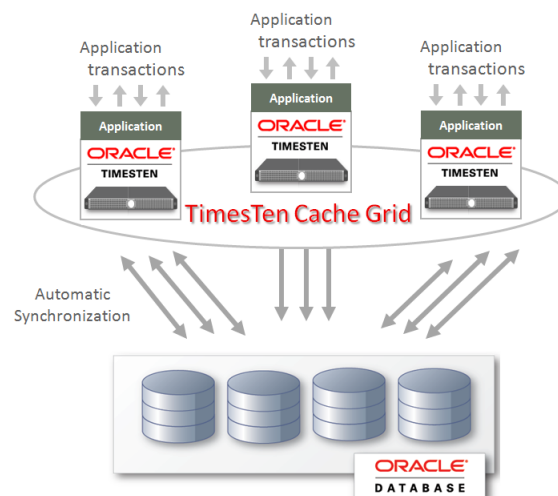 Application
transactions
Application
transactions
Application
transactions
Application
ORACLE®
TIMESTEN
Application
ORACLE®
TIMESTEN
Application
ORACLE®
TIMESTEN
TimesTen Cache Grid
Automatic
Synchronization
ORACLE®
DATABASE